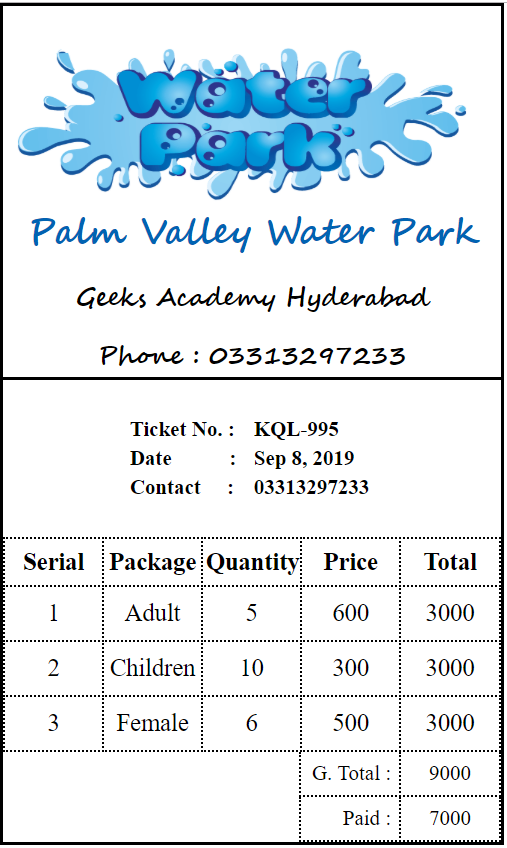 Water
Park
Palm Valley Water Park
Geeks Academy Hyderabad
Phone : 03313297233
Ticket No. : KQL-995
Date : Sep 8, 2019
Contact : 03313297233
Serial Package Quantity Price Total
1 Adult 5 600 3000
2 Children 10 300 3000
3 Female 6 500 3000
G. Total : 9000
Paid : 7000